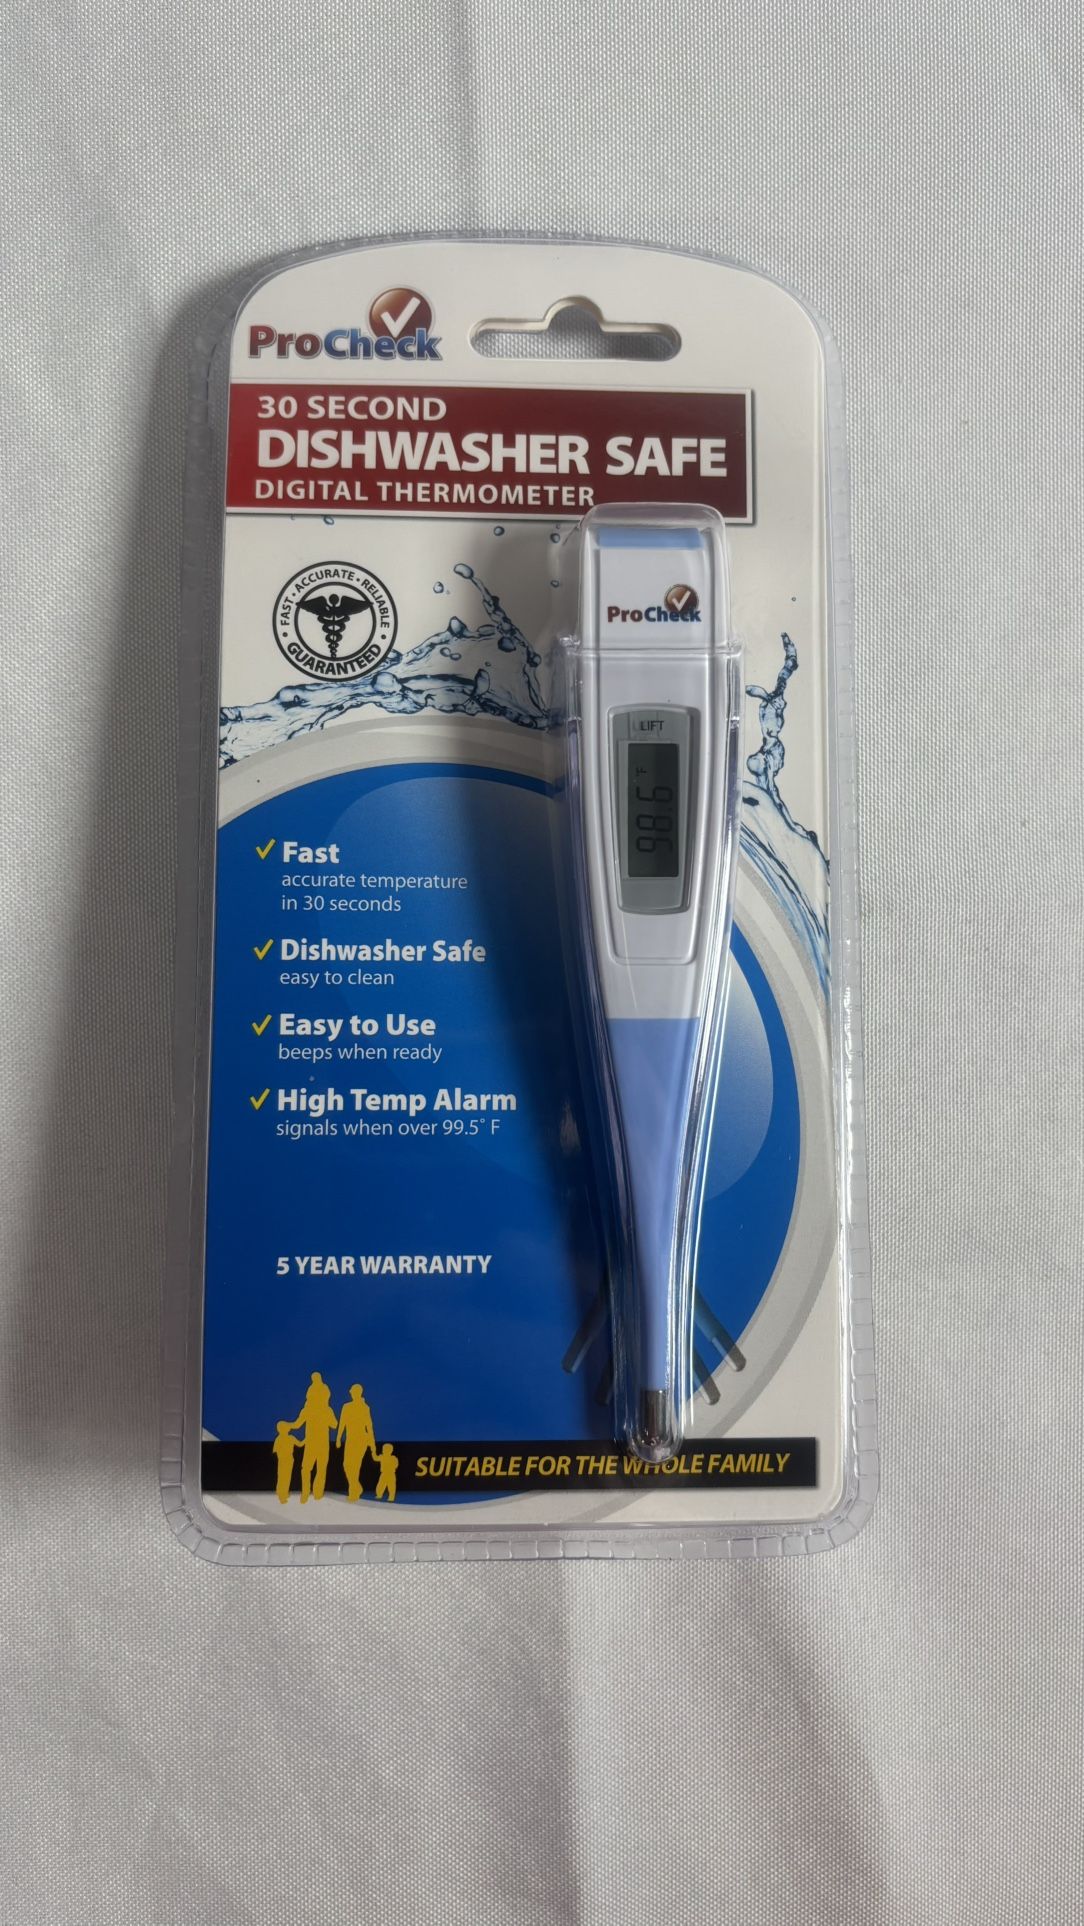 ProCheck
30 SECOND
DISHWASHER SAFE
DIGITAL THERMOMETER
FAST • ACCURATE • RELIABLE
• GUARANTEED •
ProCheck
LIFT
98.6 °F
Fast
accurate temperature
in 30 seconds
Dishwasher Safe
easy to clean
Easy to Use
beeps when ready
High Temp Alarm
signals when over 99.5° F
5 YEAR WARRANTY
SUITABLE FOR THE WHOLE FAMILY